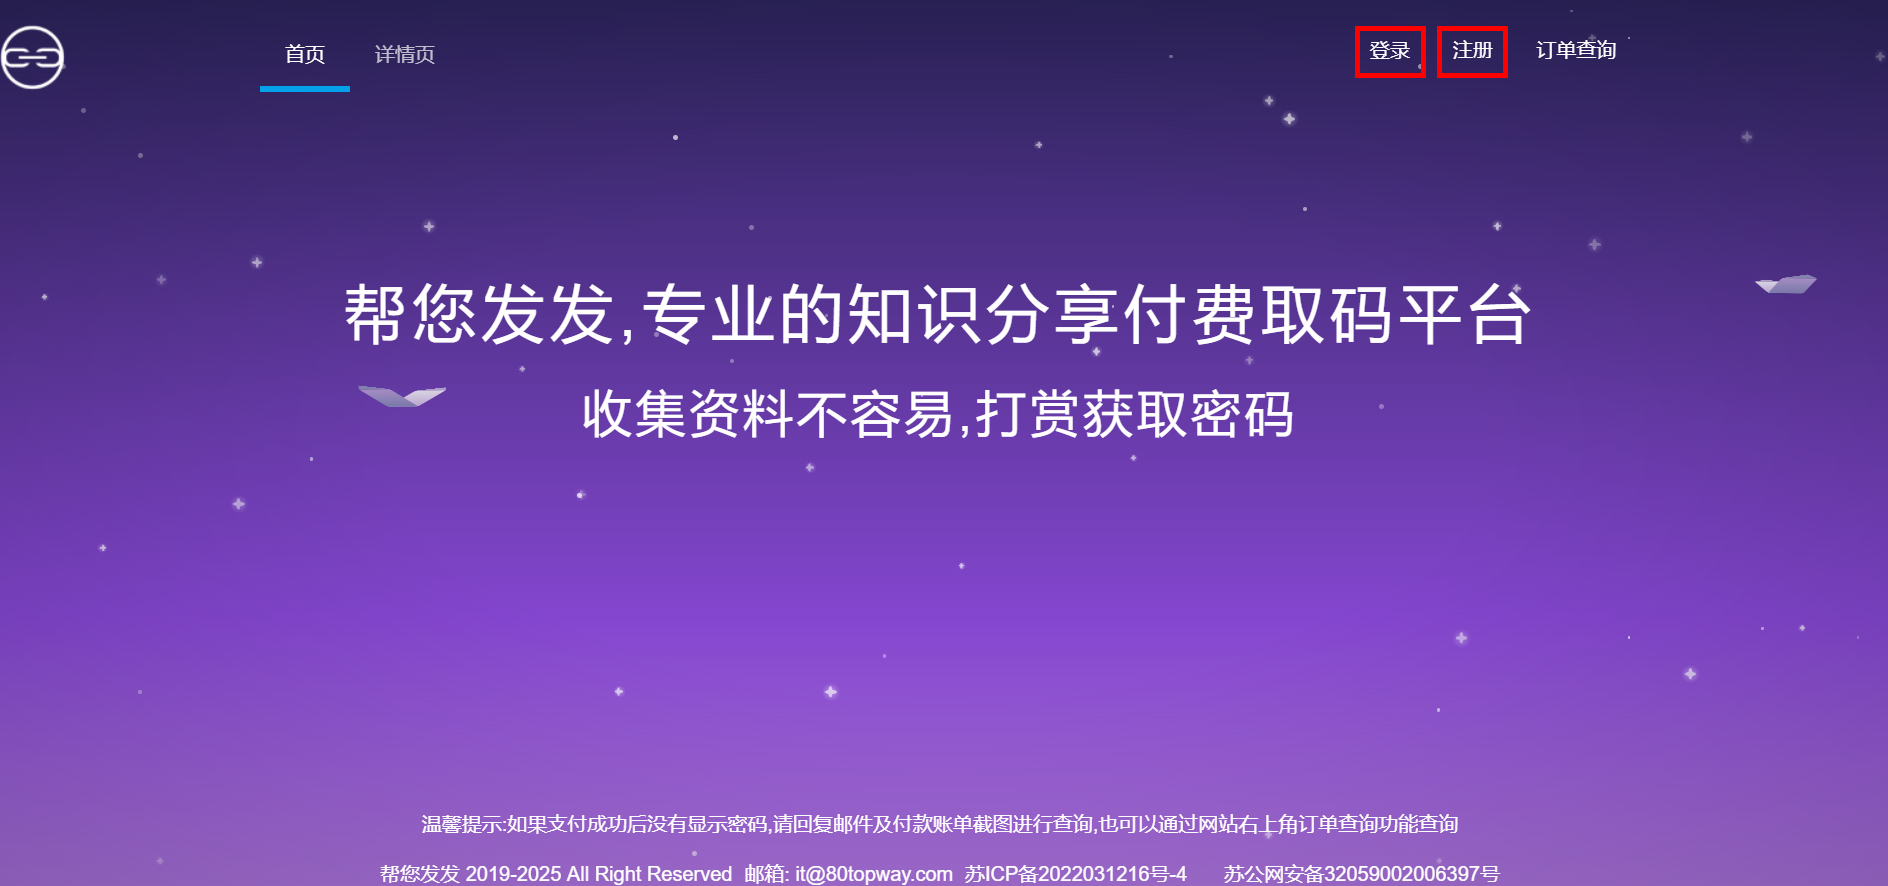 首页 详情页 登录 注册 订单查询
帮您发发,专业的知识分享付费取码平台
收集资料不容易,打赏获取密码
温馨提示:如果支付成功后没有显示密码,请回复邮件及付款账单截图进行查询,也可以通过网站右上角订单查询功能查询
帮您发发 2019-2025 All Right Reserved 邮箱: it@80topway.com 苏ICP备2022031216号-4 苏公网安备32059002006397号